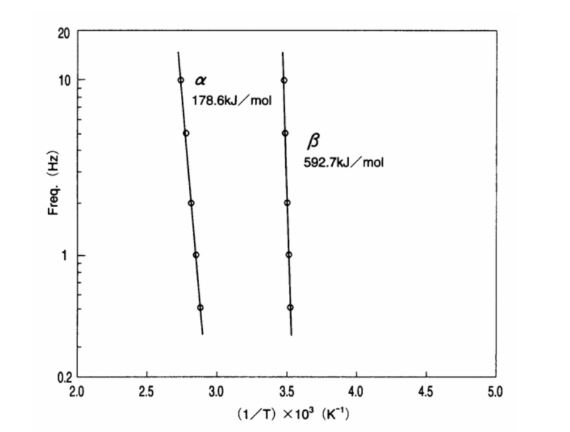 20
10
α
178.6kJ/mol
β
592.7kJ/mol
Freq. (Hz)
1
0.2
2.0 2.5 3.0 3.5 4.0 4.5 5.0
(1/T) ×10³ (K⁻¹)